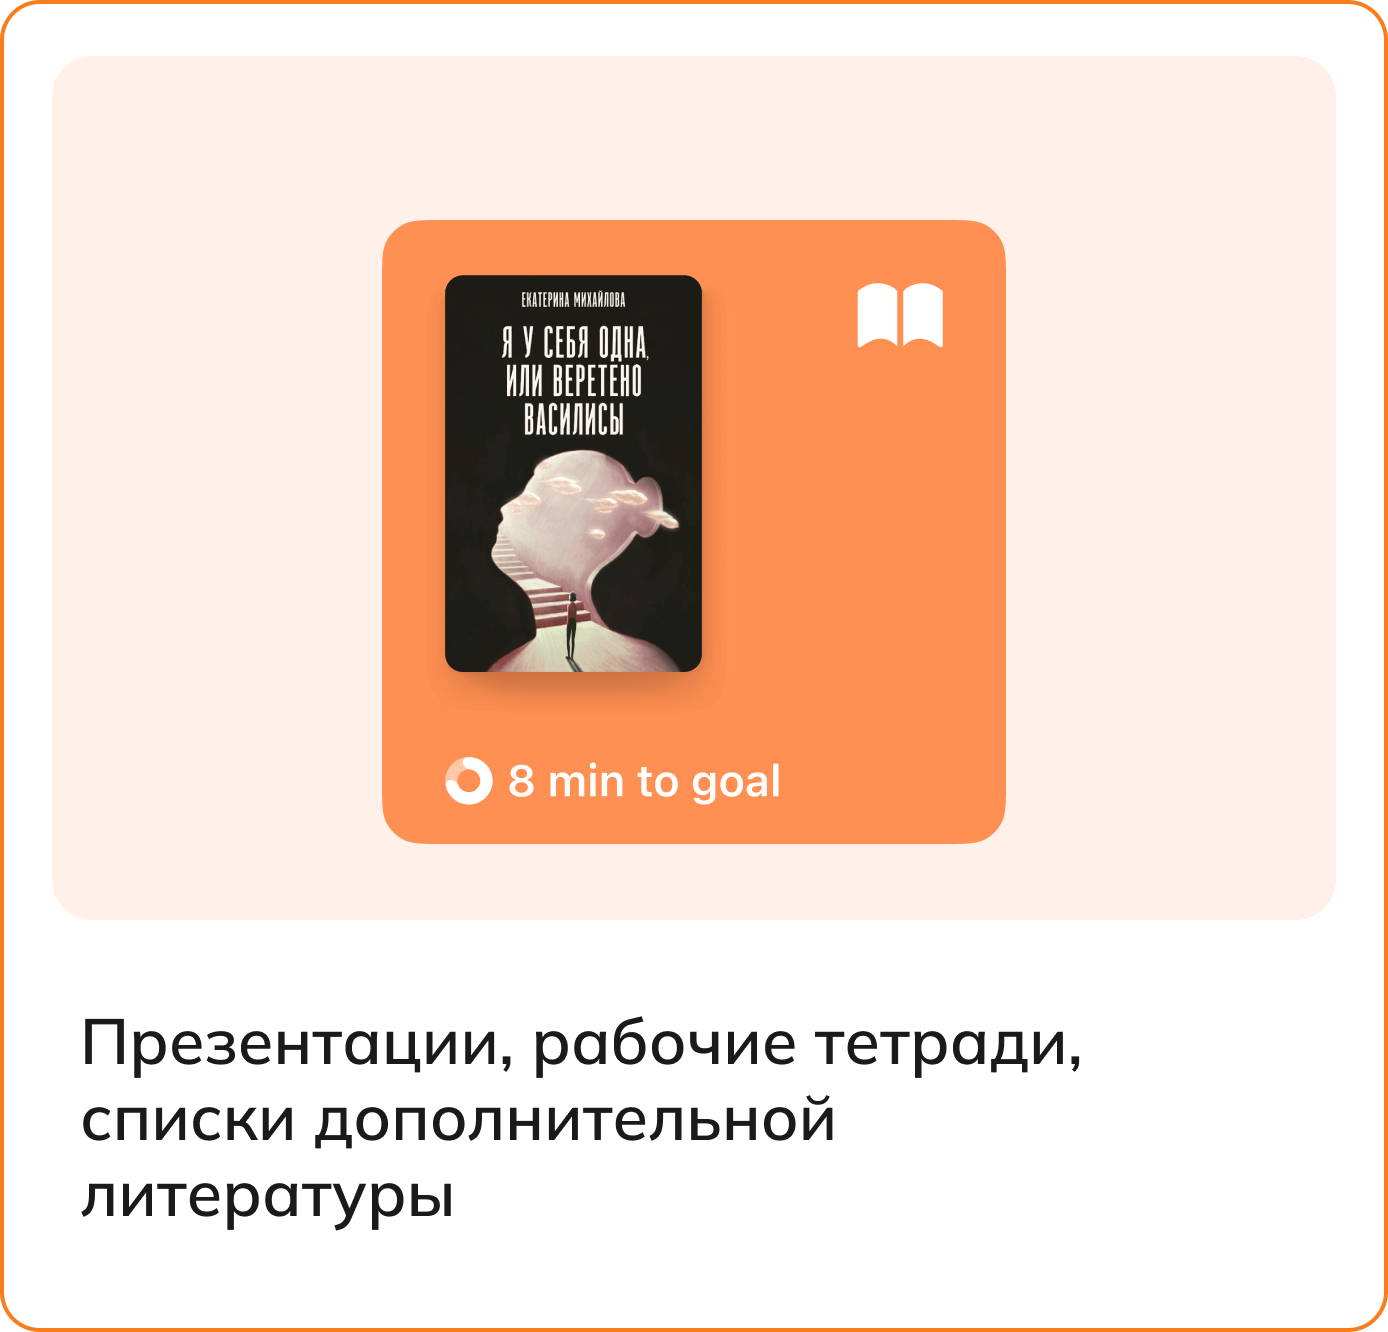 ЕКАТЕРИНА МИХАЙЛОВА
Я У СЕБЯ ОДНА,
ИЛИ ВЕРЕТЕНО
ВАСИЛИСЫ
8 min to goal
Презентации, рабочие тетради,
списки дополнительной
литературы